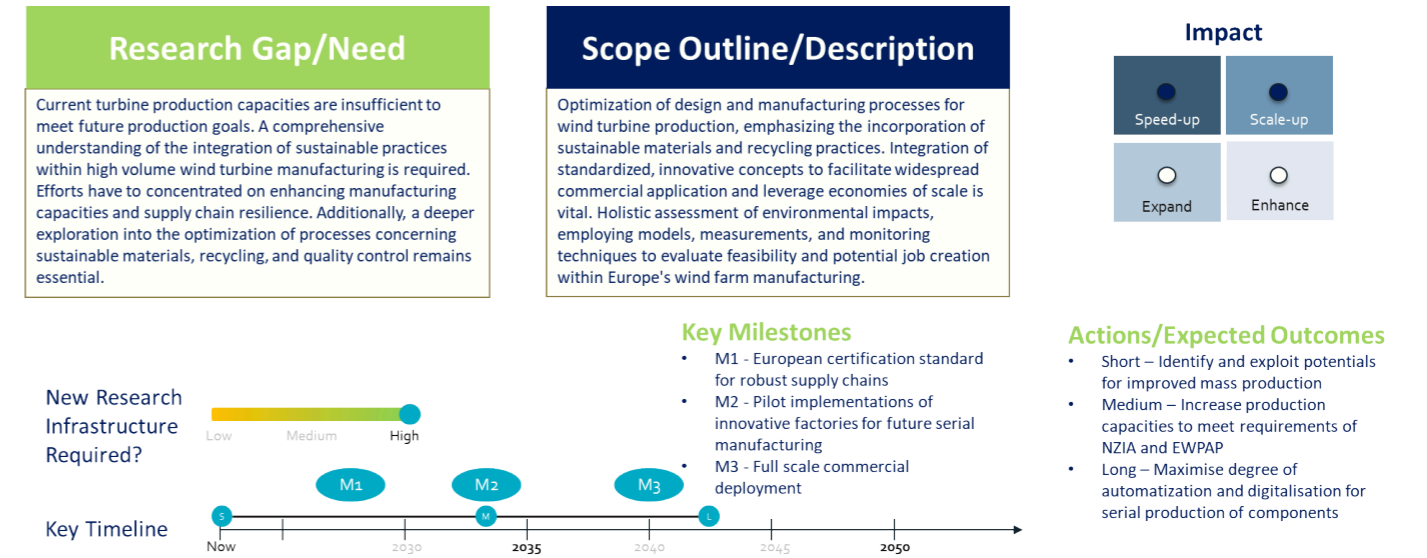 Research Gap/Need
Current turbine production capacities are insufficient to
meet future production goals. A comprehensive
understanding of the integration of sustainable practices
within high volume wind turbine manufacturing is required.
Efforts have to concentrated on enhancing manufacturing
capacities and supply chain resilience. Additionally, a deeper
exploration into the optimization of processes concerning
sustainable materials, recycling, and quality control remains
essential.
Scope Outline/Description
Optimization of design and manufacturing processes for
wind turbine production, emphasizing the incorporation of
sustainable materials and recycling practices. Integration of
standardized, innovative concepts to facilitate widespread
commercial application and leverage economies of scale is
vital. Holistic assessment of environmental impacts,
employing models, measurements, and monitoring
techniques to evaluate feasibility and potential job creation
within Europe's wind farm manufacturing.
Impact
Speed-up
Scale-up
Expand
Enhance
New Research
Infrastructure
Required?
Low
Medium
High
Key Milestones
• M1 - European certification standard
for robust supply chains
• M2 - Pilot implementations of
innovative factories for future serial
manufacturing
• M3 - Full scale commercial
deployment
Actions/Expected Outcomes
• Short – Identify and exploit potentials
for improved mass production
• Medium – Increase production
capacities to meet requirements of
NZIA and EWPAP
• Long – Maximise degree of
automatization and digitalisation for
serial production of components
M1
M2
M3
Key Timeline
S
M
L
Now
2030
2035
2040
2045
2050